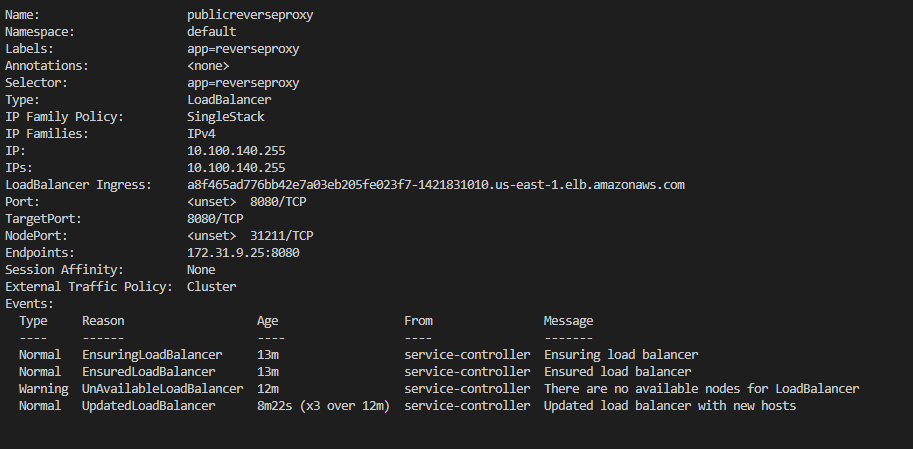 Name:                     publicreverseproxy
Namespace:                default
Labels:                   app=reverseproxy
Annotations:              <none>
Selector:                 app=reverseproxy
Type:                     LoadBalancer
IP Family Policy:         SingleStack
IP Families:              IPv4
IP:                       10.100.140.255
IPs:                      10.100.140.255
LoadBalancer Ingress:     a8f465ad776bb42e7a03eb205fe023f7-1421831010.us-east-1.elb.amazonaws.com
Port:                     <unset>  8080/TCP
TargetPort:               8080/TCP
NodePort:                 <unset>  31211/TCP
Endpoints:                172.31.9.25:8080
Session Affinity:         None
External Traffic Policy:  Cluster
Events:
  Type     Reason                   Age                  From                Message
  ----     ------                   ----                 ----                -------
  Normal   EnsuringLoadBalancer     13m                  service-controller  Ensuring load balancer
  Normal   EnsuredLoadBalancer      13m                  service-controller  Ensured load balancer
  Warning  UnAvailableLoadBalancer  12m                  service-controller  There are no available nodes for LoadBalancer
  Normal   UpdatedLoadBalancer      8m22s (x3 over 12m)  service-controller  Updated load balancer with new hosts